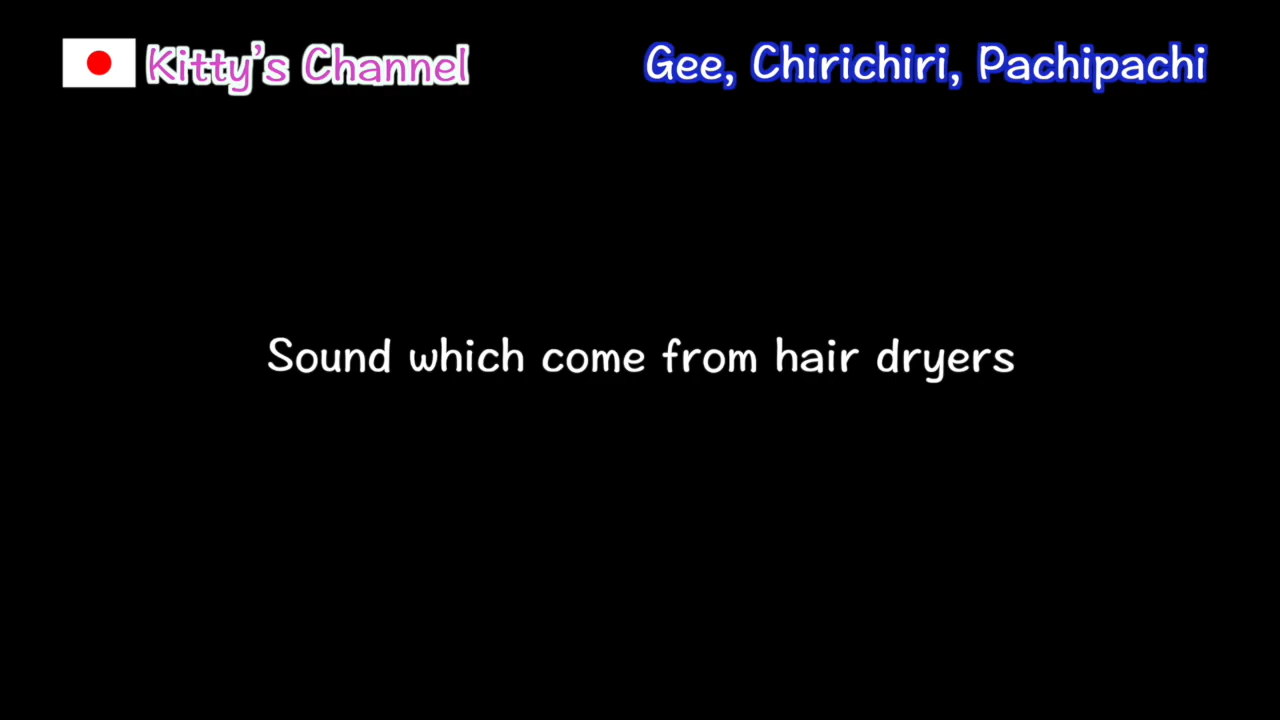 Kitty's Channel
Gee, Chirichiri, Pachipachi
Sound which come from hair dryers